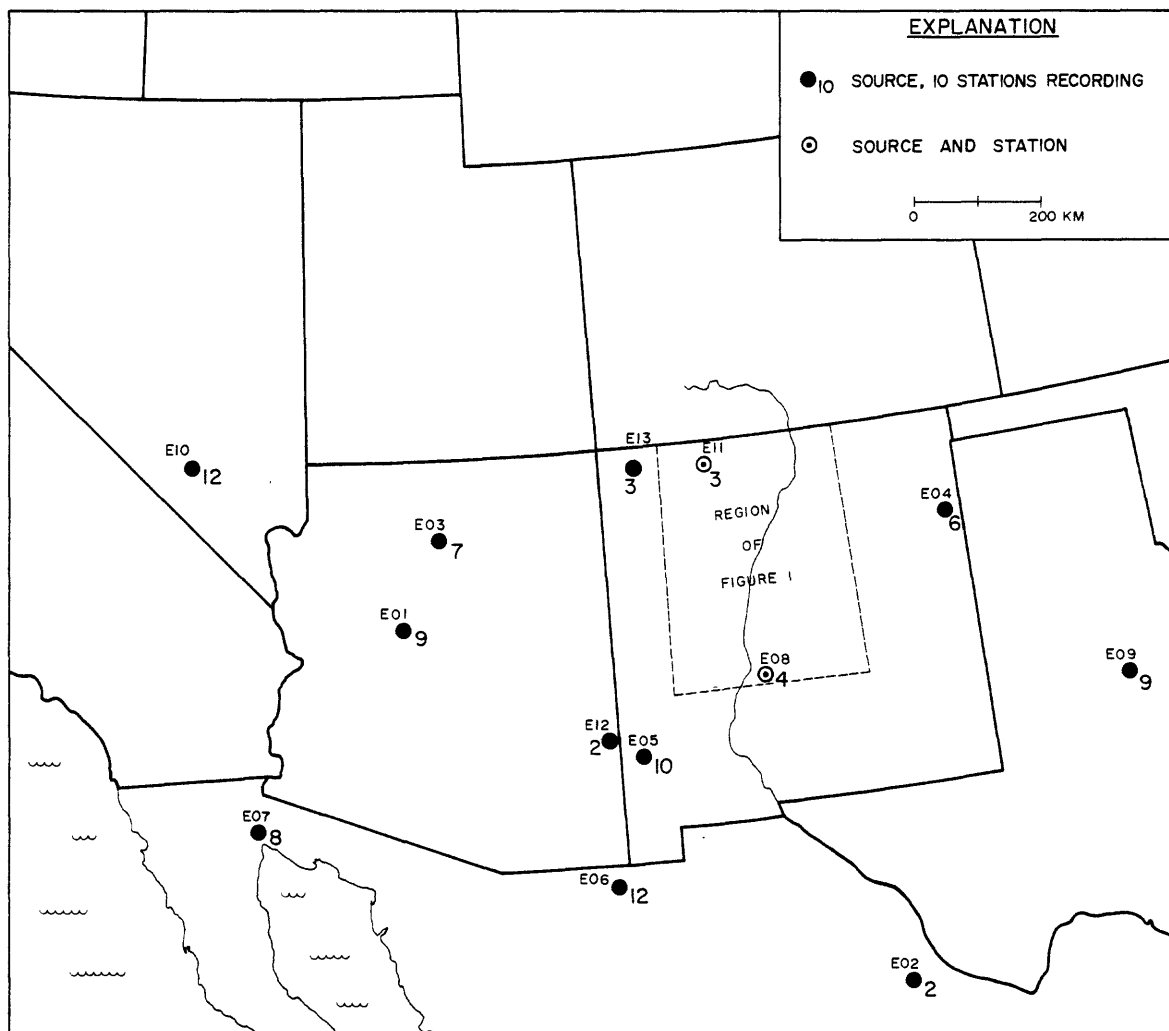 EXPLANATION
10 SOURCE, 10 STATIONS RECORDING
SOURCE AND STATION
0 200 KM
E10
12
E13
3
E11
3
E03
7
REGION
OF
FIGURE 1
E04
6
E01
9
E08
4
E09
9
E12
2
E05
10
E07
8
E06
12
E02
2